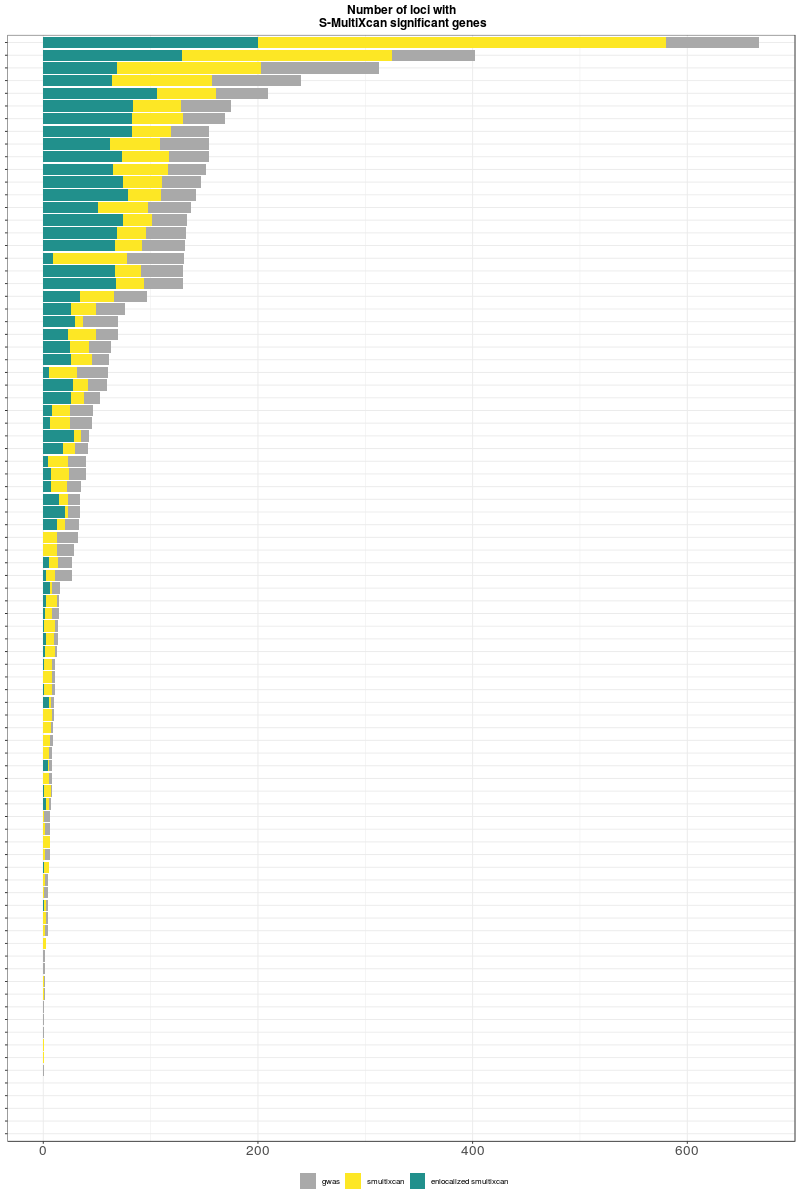 Number of loci with
S-MultiXcan significant genes
0 200 400 600
gwas smultixcan enlocalized smultixcan